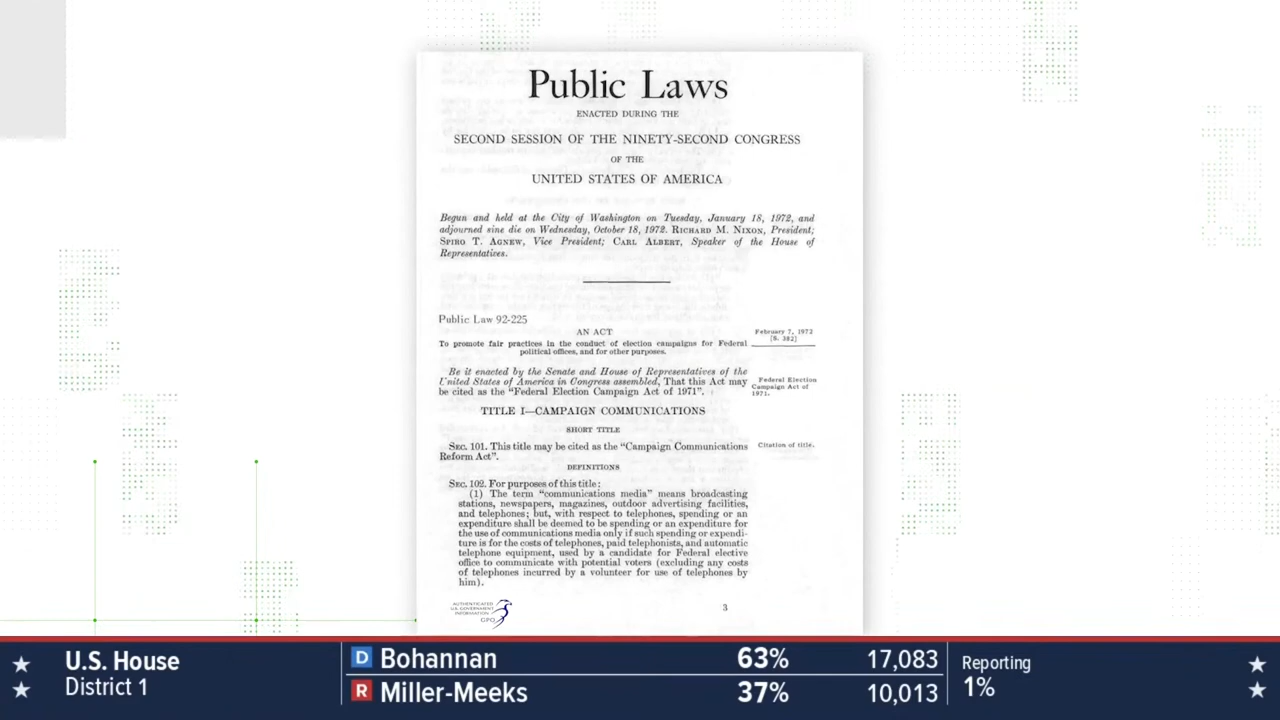 Public Laws
ENACTED DURING THE
SECOND SESSION OF THE NINETY-SECOND CONGRESS
OF THE
UNITED STATES OF AMERICA
Begun and held at the City of Washington on Tuesday, January 18, 1972, and
adjourned sine die on Wednesday, October 18, 1972. RICHARD M. NIXON, President;
SPIRO T. AGNEW, Vice President; CARL ALBERT, Speaker of the House of
Representatives.
Public Law 92-225
AN ACT
To promote fair practices in the conduct of election campaigns for Federal
political offices, and for other purposes.
February 7, 1972
[S. 382]
Be it enacted by the Senate and House of Representatives of the
United States of America in Congress assembled, That this Act may
be cited as the “Federal Election Campaign Act of 1971”.
Federal Election
Campaign Act of
1971.
TITLE I—CAMPAIGN COMMUNICATIONS
SHORT TITLE
SEC. 101. This title may be cited as the “Campaign Communications
Reform Act”.
Citation of title.
DEFINITIONS
SEC. 102. For purposes of this title:
(1) The term “communications media” means broadcasting
stations, newspapers, magazines, outdoor advertising facilities,
and telephones; but, with respect to telephones, spending or an
expenditure shall be deemed to be spending or an expenditure for
the use of communications media only if such spending or expendi-
ture is for the costs of telephones, paid telephonists, and automatic
telephone equipment, used by a candidate for Federal elective
office to communicate with potential voters (excluding any costs
of telephones incurred by a volunteer for use of telephones by
him).
AUTHENTICATED
U.S. GOVERNMENT
INFORMATION
GPO
3
U.S. House
District 1
D Bohannan 63% 17,083
R Miller-Meeks 37% 10,013
Reporting
1%